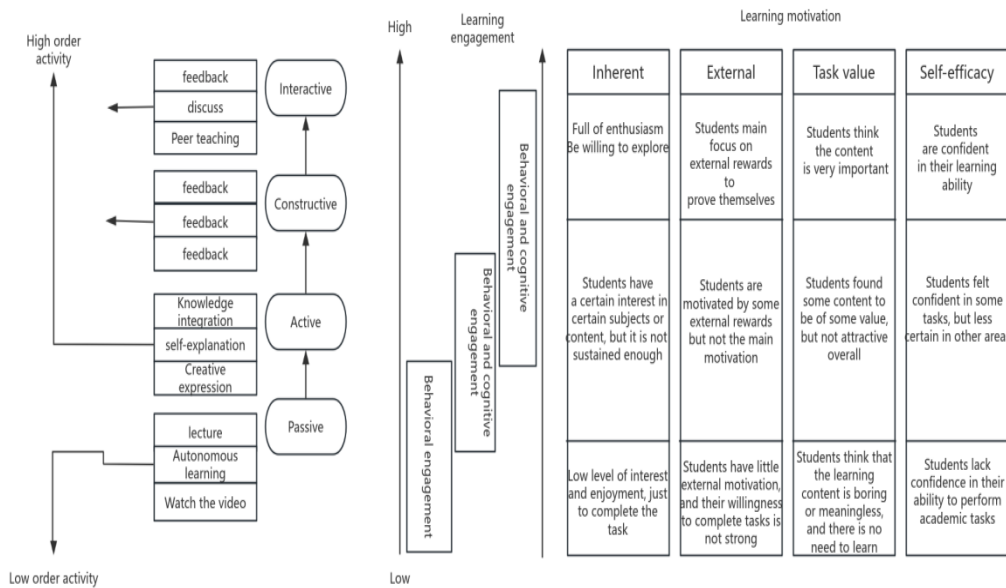 High order
activity
feedback
discuss
Peer teaching
Interactive
feedback
feedback
feedback
Constructive
Knowledge
integration
self-explanation
Creative
expression
Active
lecture
Autonomous
learning
Watch the video
Passive
Low order activity
High
Low
Learning
engagement
Behavioral engagement
Behavioral and cognitive
engagement
Behavioral and cognitive
engagement
Learning motivation
Inherent
External
Task value
Self-efficacy
Full of enthusiasm
Be willing to explore
Students main
focus on
external rewards
to
prove themselves
Students think
the content
is very important
Students
are confident
in their learning
ability
Students have
a certain interest in
certain subjects or
content, but it is not
sustained enough
Students are
motivated by some
external rewards
but not the main
motivation
Students found
some content to
be of some value,
but not attractive
overall
Students felt
confident in some
tasks, but less
certain in other area
Low level of interest
and enjoyment, just
to complete the
task
Students have little
external motivation,
and their willingness
to complete tasks is
not strong
Students think that
the learning
content is boring
or meaningless,
and there is no
need to learn
Students lack
confidence in their
ability to perform
academic tasks